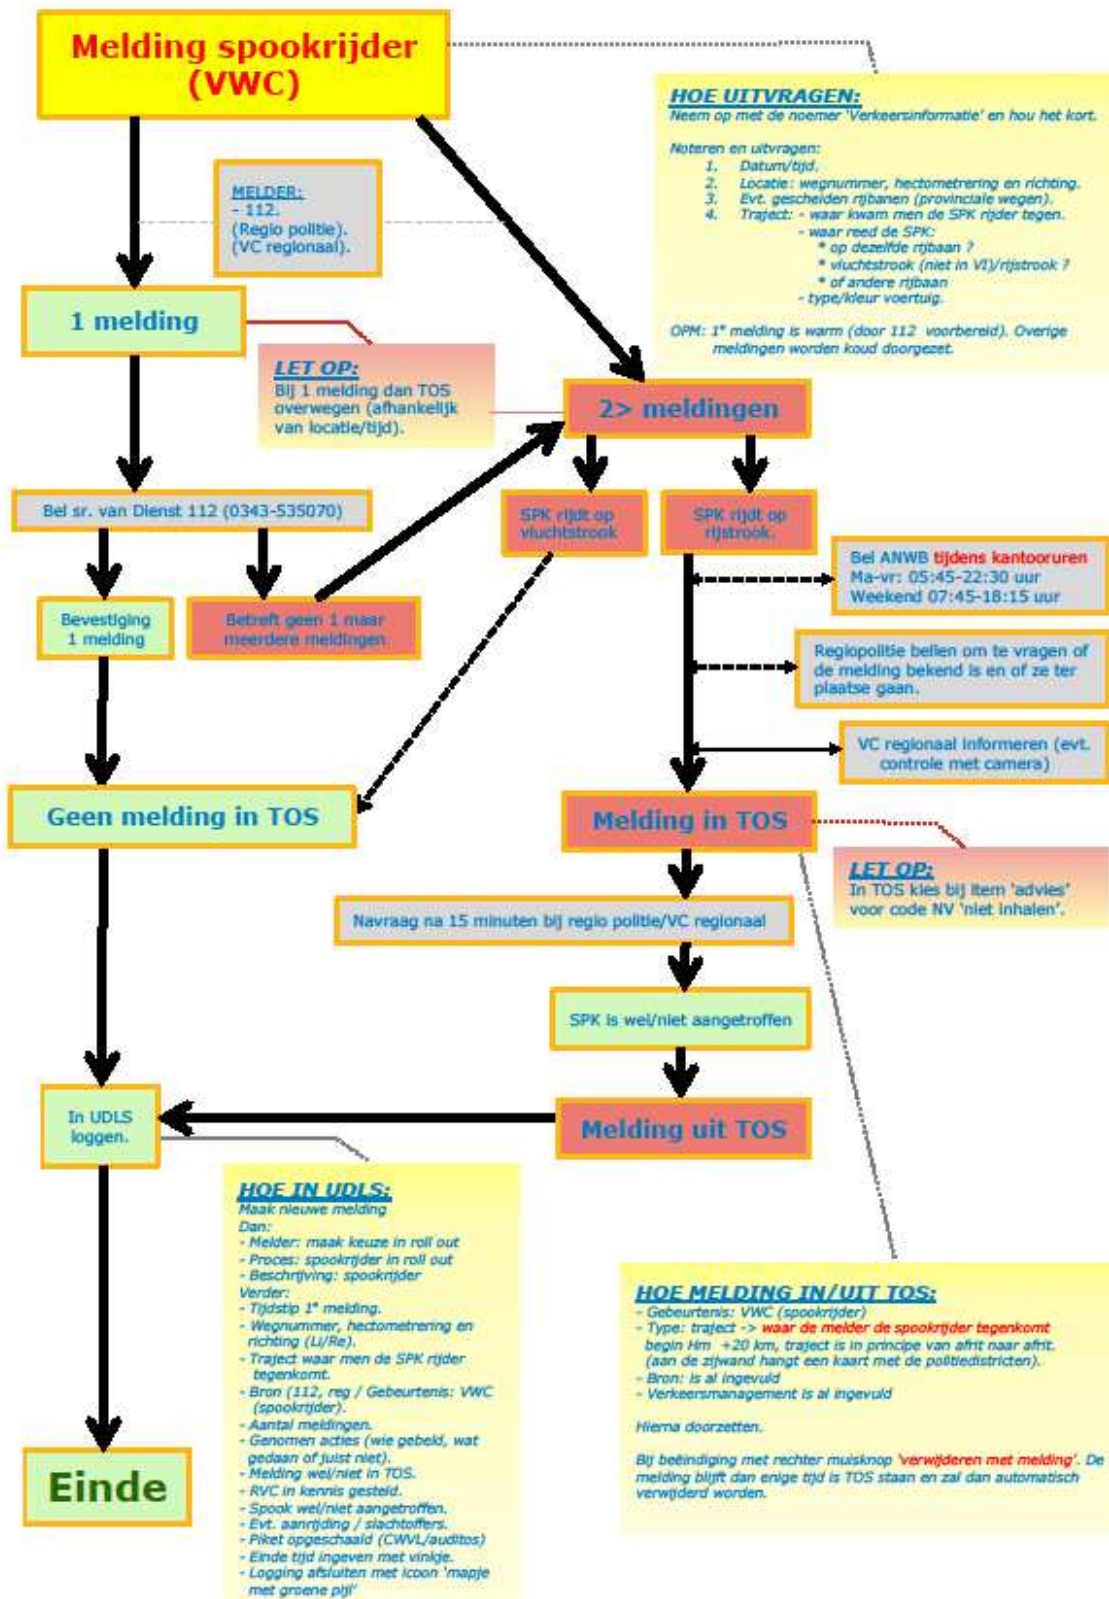 Melding spookrijder
(VWC)
HOE UITVRAGEN:
Neem op met de noemer 'Verkeersinformatie' en hou het kort.
Noteren en uitvragen:
1. Datum/tijd.
2. Locatie: wegnummer, hectometrering en richting.
3. Evt. gescheiden rijbanen (provinciale wegen).
4. Traject: - waar kwam men de SPK rijder tegen.
- waar reed de SPK:
* op dezelfde rijbaan ?
* vluchtstrook (niet in VI)/rijstrook ?
* of andere rijbaan
- type/kleur voertuig.
OPM: 1e melding is warm (door 112 voorbereid). Overige
meldingen worden koud doorgezet.
MELDER:
- 112.
(Regio politie).
(VC regionaal).
1 melding
LET OP:
Bij 1 melding dan TOS
overwegen (afhankelijk
van locatie/tijd).
2> meldingen
Bel sr. van Dienst 112 (0343-535070)
SPK rijdt op
vluchtstrook
SPK rijdt op
rijstrook.
Bevestiging
1 melding
Betreft geen 1 maar
meerdere meldingen
Bel ANWB tijdens kantooruren
Ma-vr: 05:45-22:30 uur
Weekend 07:45-18:15 uur
Regiopolitie bellen om te vragen of
de melding bekend is en of ze ter
plaatse gaan.
VC regionaal informeren (evt.
controle met camera)
Geen melding in TOS
Melding in TOS
LET OP:
In TOS kies bij item 'advies'
voor code NV 'niet inhalen'.
Navraag na 15 minuten bij regio politie/VC regionaal
SPK is wel/niet aangetroffen
In UDLS
loggen.
Melding uit TOS
HOE IN UDLS:
Maak nieuwe melding
Dan:
- Melder: maak keuze in roll out
- Proces: spookrijder in roll out
- Beschrijving: spookrijder
Verder:
- Tijdstip 1e melding.
- Wegnummer, hectometrering en
richting (Li/Re)
- Traject waar men de SPK rijder
tegenkomt.
- Bron (112, reg / Gebeurtenis: VWC
(spookrijder).
- Aantal meldingen.
- Genomen acties (wie gebeld, wat
gedaan of juist niet).
- Melding wel/niet in TOS.
- RVC in kennis gesteld.
- Spook wel/niet aangetroffen.
- Evt. aanrijding / slachtoffers.
- Piket opgeschaald (CWVL/auditos)
- Einde tijd ingeven met vinkje.
- Logging afsluiten met icoon 'mapje
met groene pijl'
HOE MELDING IN/UIT TOS:
- Gebeurtenis: VWC (spookrijder)
- Type: traject -> waar de melder de spookrijder tegenkomt
begin Hm +20 km, traject is in principe van afrit naar afrit.
(aan de zijwand hangt een kaart met de politiedistricten).
- Bron: is al ingevuld
- Verkeersmanagement is al ingevuld
Hierna doorzetten.
Bij beëindiging met rechter muisknop 'verwijderen met melding'. De
melding blijft dan enige tijd is TOS staan en zal dan automatisch
verwijderd worden.
Einde